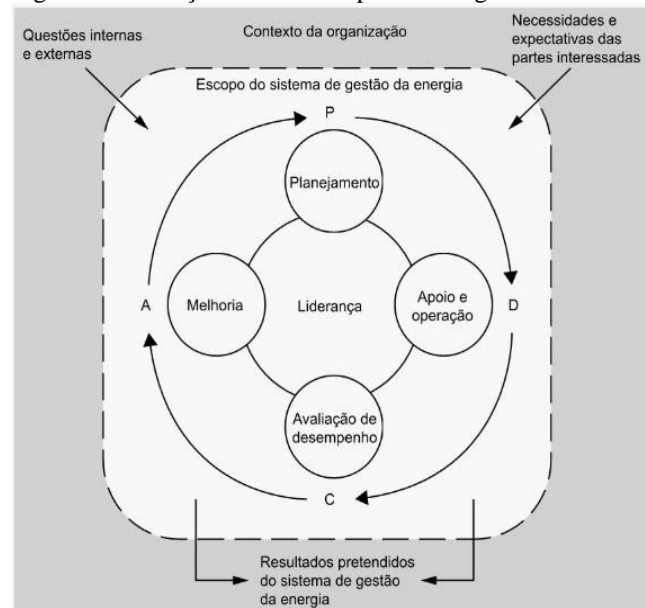 Questões internas
e externas
Contexto da organização
Necessidades e
expectativas das
partes interessadas
Escopo do sistema de gestão da energia
P
Planejamento
A
Melhoria
Liderança
Apoio e
operação
D
Avaliação de
desempenho
C
Resultados pretendidos
do sistema de gestão
da energia